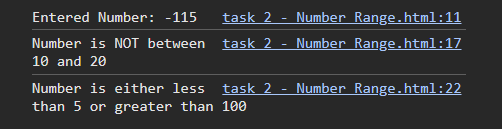 Entered Number: -115 task 2 - Number Range.html:11
Number is NOT between task 2 - Number Range.html:17
10 and 20
Number is either less task 2 - Number Range.html:22
than 5 or greater than 100